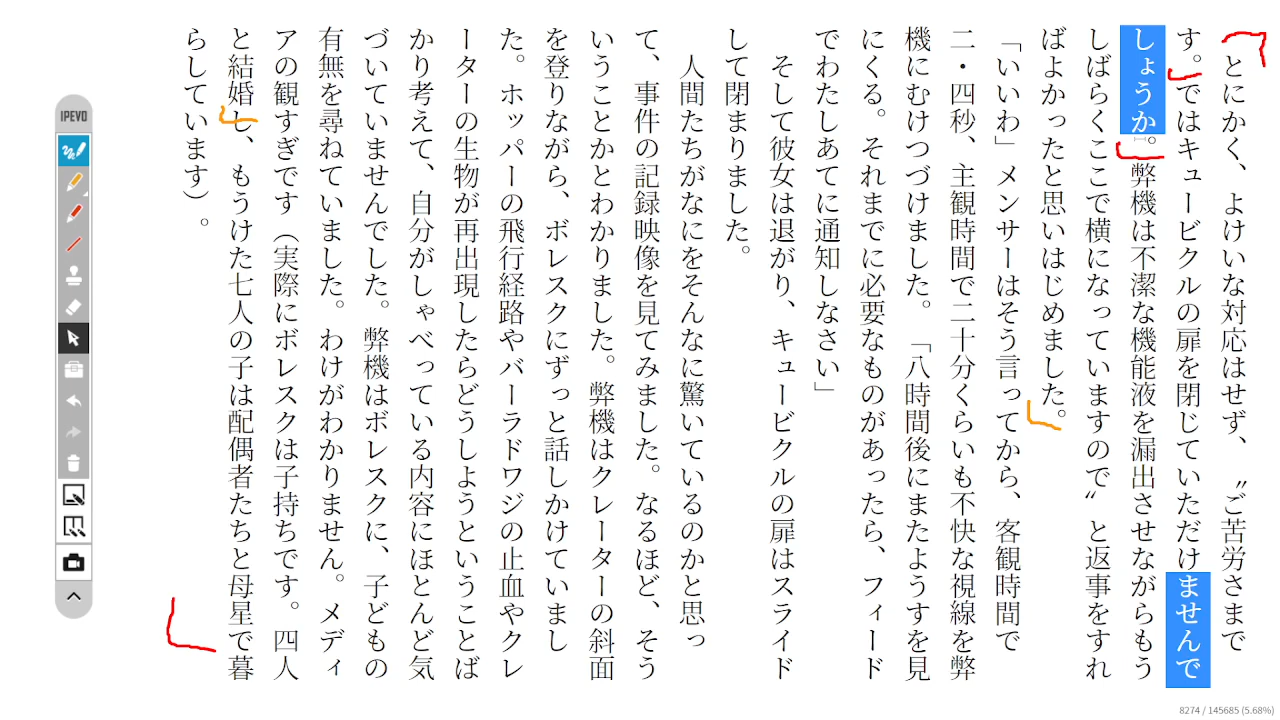 とにかく、よけいな対応はせず、〝ご苦労さまで
す。ではキュービクルの扉を閉じていただけませんで
しょうか。弊機は不潔な機能液を漏出させながらもう
しばらくここで横になっていますので〟と返事をすれ
ばよかったと思いはじめました。
「いいわ」メンサーはそう言ってから、客観時間で
二・四秒、主観時間で二十分くらいも不快な視線を弊
機にむけつづけました。「八時間後にまたようすを見
にくる。それまでに必要なものがあったら、フィード
でわたしあてに通知しなさい」
そして彼女は退がり、キュービクルの扉はスライド
して閉まりました。
人間たちがなにをそんなに驚いているのかと思っ
て、事件の記録映像を見てみました。なるほど、そう
いうことかとわかりました。弊機はクレーターの斜面
を登りながら、ボレスクにずっと話しかけていまし
た。ホッパーの飛行経路やバーラドワジの止血やクレ
ーターの生物が再出現したらどうしようということば
かり考えて、自分がしゃべっている内容にほとんど気
づいていませんでした。弊機はボレスクに、子どもの
有無を尋ねていました。わけがわかりません。メディ
アの観すぎです（実際にボレスクは子持ちです。四人
と結婚し、もうけた七人の子は配偶者たちと母星で暮
らしています）。
IPEVO
8274 / 145685 (5.68%)